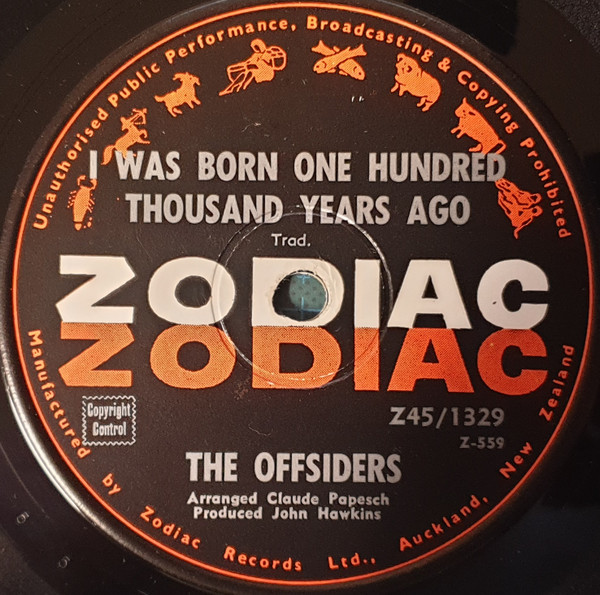 Unauthorised Public Performance, Broadcasting & Copying Prohibited
I WAS BORN ONE HUNDRED
THOUSAND YEARS AGO
Trad.
ZODIAC
ZODIAC
Copyright
Control
Z45/1329
Z-559
THE OFFSIDERS
Arranged Claude Papesch
Produced John Hawkins
Manufactured by Zodiac Records Ltd., Auckland, New Zealand